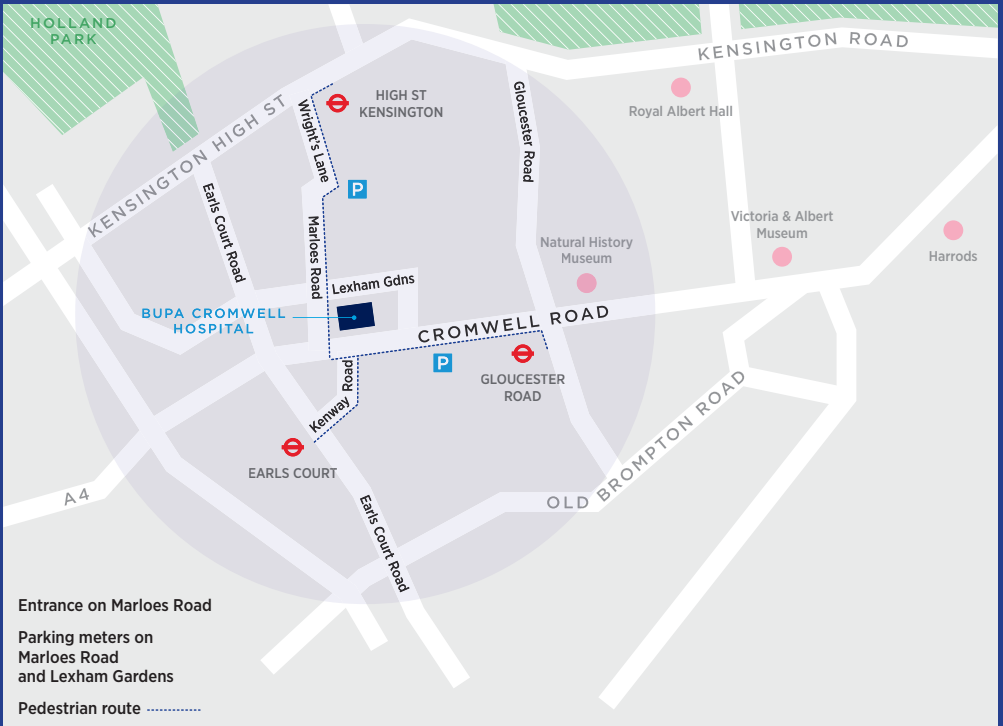 HOLLAND
PARK
KENSINGTON ROAD
HIGH ST
KENSINGTON
Royal Albert Hall
KENSINGTON HIGH ST
Wright's Lane
Gloucester Road
P
Earls Court Road
Marloes Road
Victoria & Albert
Museum
Natural History
Museum
Harrods
Lexham Gdns
BUPA CROMWELL
HOSPITAL
CROMWELL ROAD
P
GLOUCESTER
ROAD
Kenway Road
OLD BROMPTON ROAD
EARLS COURT
A4
Earls Court Road
Entrance on Marloes Road
Parking meters on
Marloes Road
and Lexham Gardens
Pedestrian route